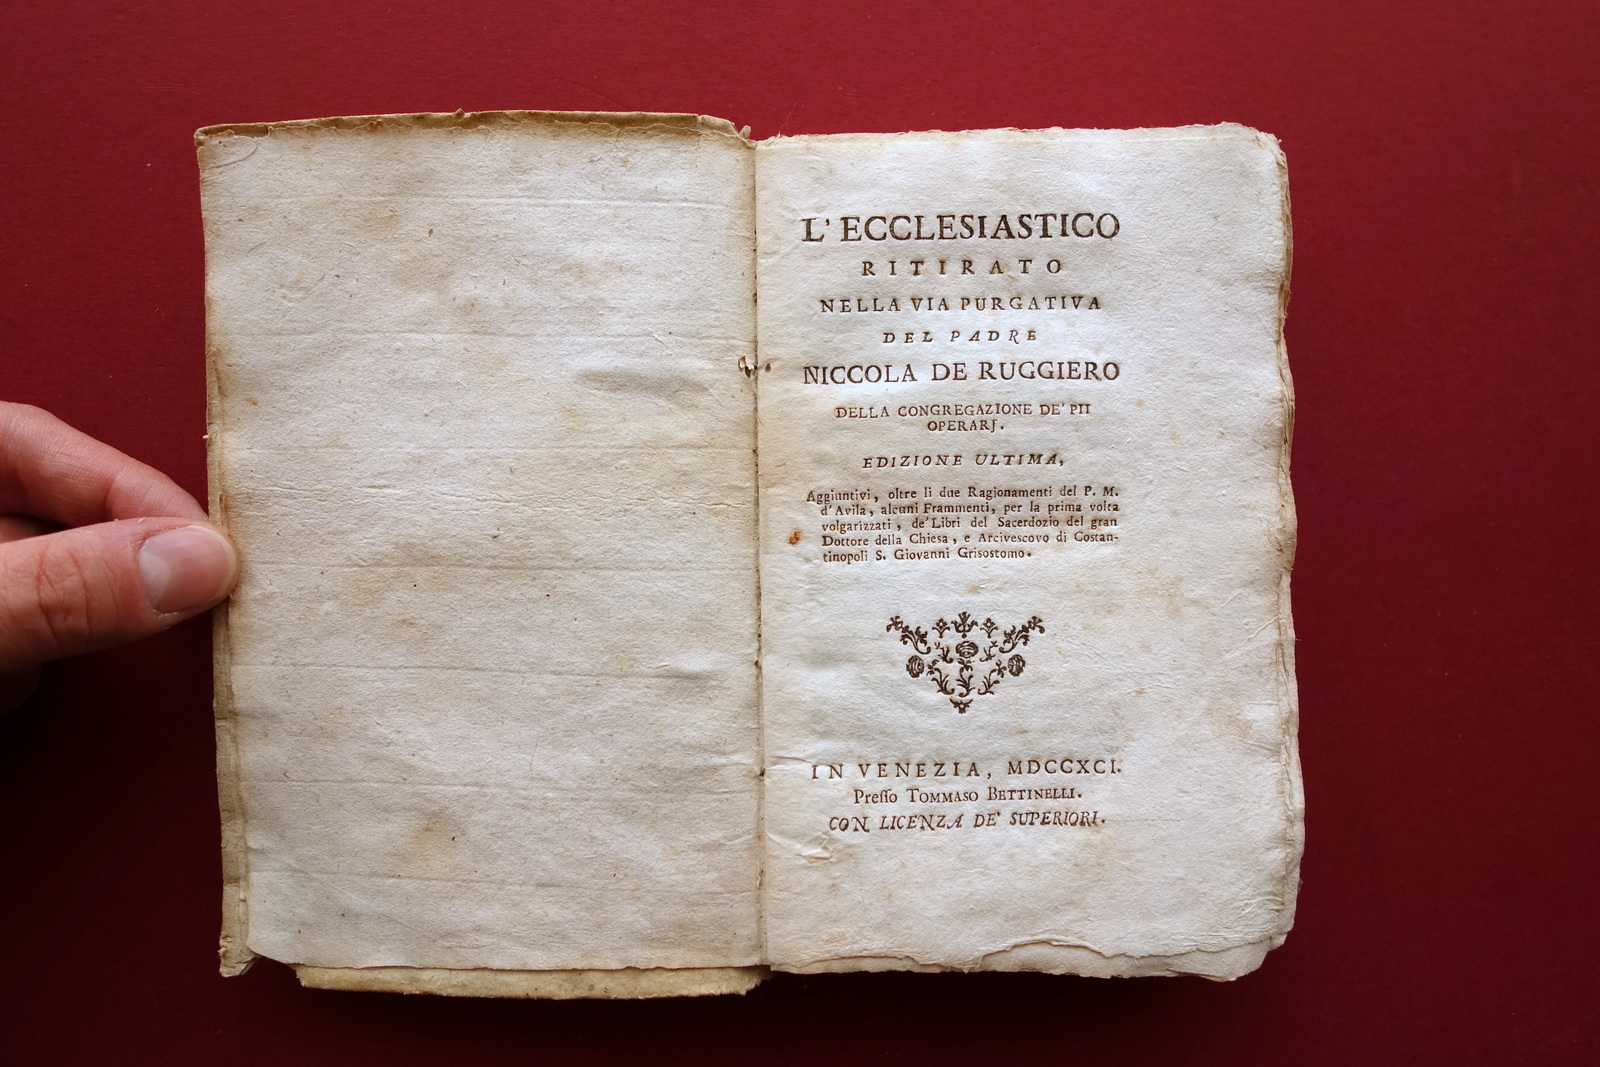 L' ECCLESIASTICO
RITIRATO
NELLA VIA PURGATIVA
DEL PADRE
NICCOLA DE RUGGIERO
DELLA CONGREGAZIONE DE' PII
OPERARJ.
EDIZIONE ULTIMA,
Aggiuntivi, oltre li due Ragionamenti del P. M.
d'Avila, alcuni Frammenti, per la prima volta
volgarizzati, de' Libri del Sacerdozio del gran
Dottore della Chiesa, e Arcivescovo di Costan-
tinopoli S. Giovanni Grisostomo.
IN VENEZIA, MDCCXCI.
Preſſo TOMMASO BETTINELLI.
CON LICENZA DE' SUPERIORI.